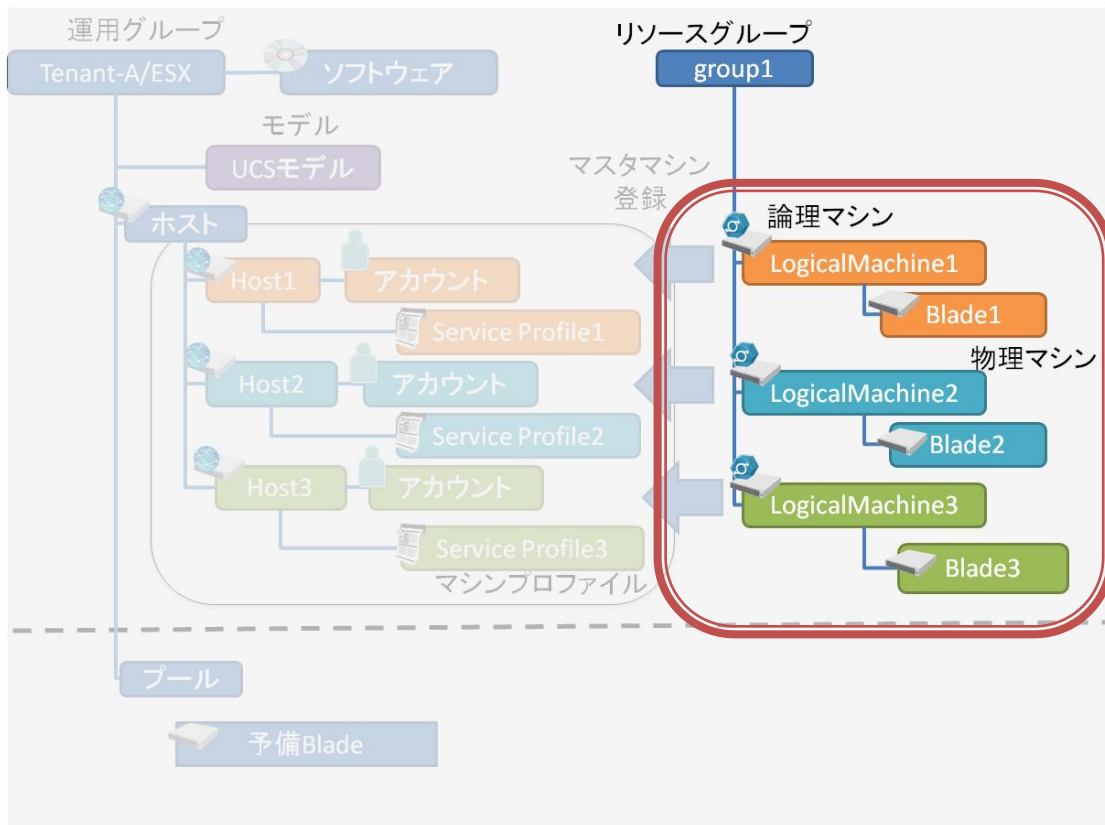 運用グループ
Tenant-A/ESX
ソフトウェア
モデル
UCSモデル
ホスト
Host1
アカウント
Service Profile1
Host2
アカウント
Service Profile2
Host3
アカウント
Service Profile3
マシンプロファイル
マスタマシン
登録
リソースグループ
group1
論理マシン
LogicalMachine1
Blade1
物理マシン
LogicalMachine2
Blade2
LogicalMachine3
Blade3
プール
予備Blade